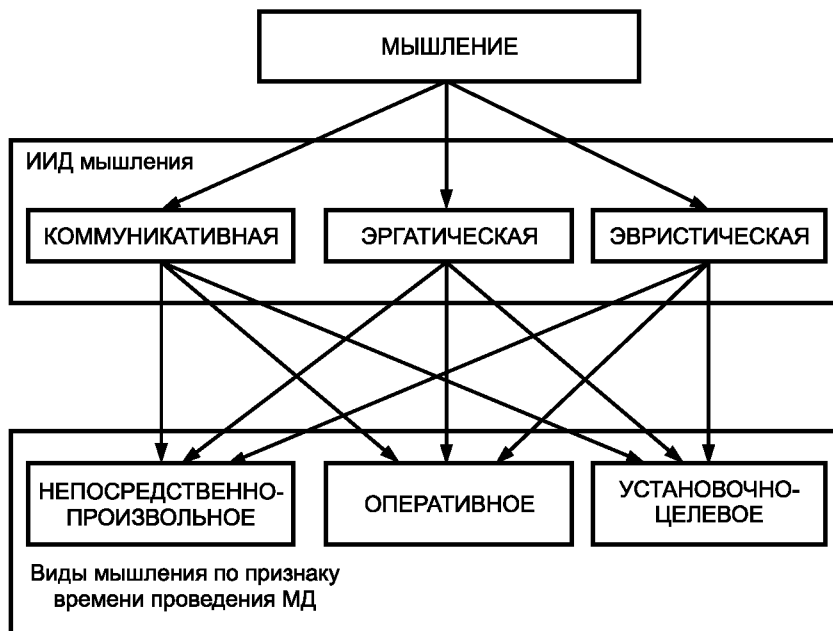 МЫШЛЕНИЕ
ИИД мышления
КОММУНИКАТИВНАЯ
ЭРГАТИЧЕСКАЯ
ЭВРИСТИЧЕСКАЯ
НЕПОСРЕДСТВЕННО-
ПРОИЗВОЛЬНОЕ
ОПЕРАТИВНОЕ
УСТАНОВОЧНО-
ЦЕЛЕВОЕ
Виды мышления по признаку
времени проведения МД